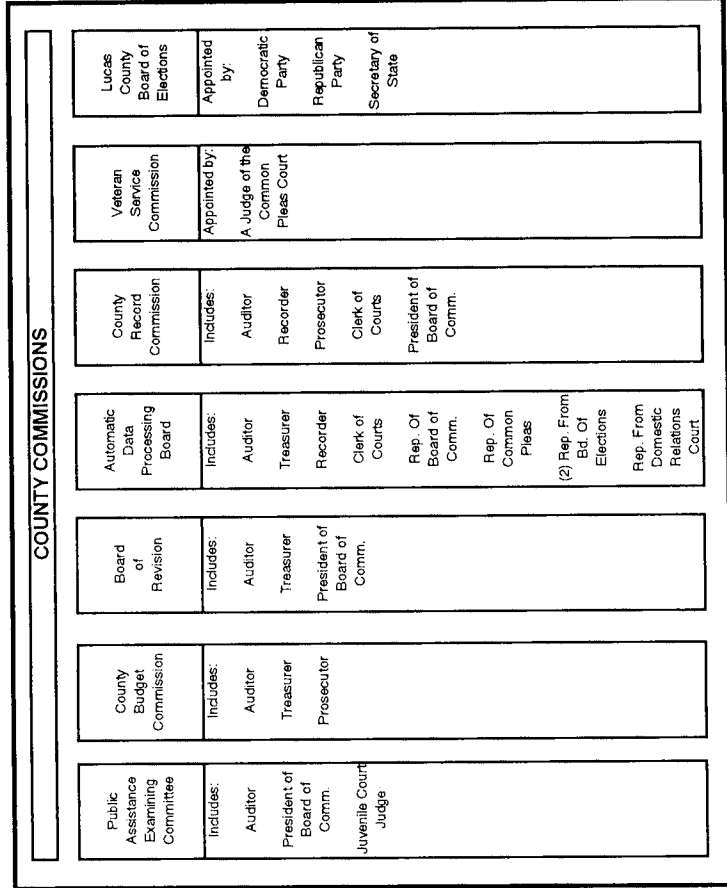 COUNTY COMMISSIONS
Public
Assistance
Examining
Committee
Includes:
Auditor
President of
Board of
Comm.
Juvenile Court
Judge
County
Budget
Commission
Includes:
Auditor
Treasurer
Prosecutor
Board
of
Revision
Includes:
Auditor
Treasurer
President of
Board of
Comm.
Automatic
Data
Processing
Board
Includes:
Auditor
Treasurer
Recorder
Clerk of
Courts
Rep. Of
Board of
Comm.
Rep. Of
Common
Pleas
(2) Rep. From
Bd. Of
Elections
Rep. From
Domestic
Relations
Court
County
Record
Commission
Includes:
Auditor
Recorder
Prosecutor
Clerk of
Courts
President of
Board of
Comm.
Veteran
Service
Commission
Appointed by:
A Judge of the
Common
Pleas Court
Lucas
County
Board of
Elections
Appointed
by:
Democratic
Party
Republican
Party
Secretary of
State